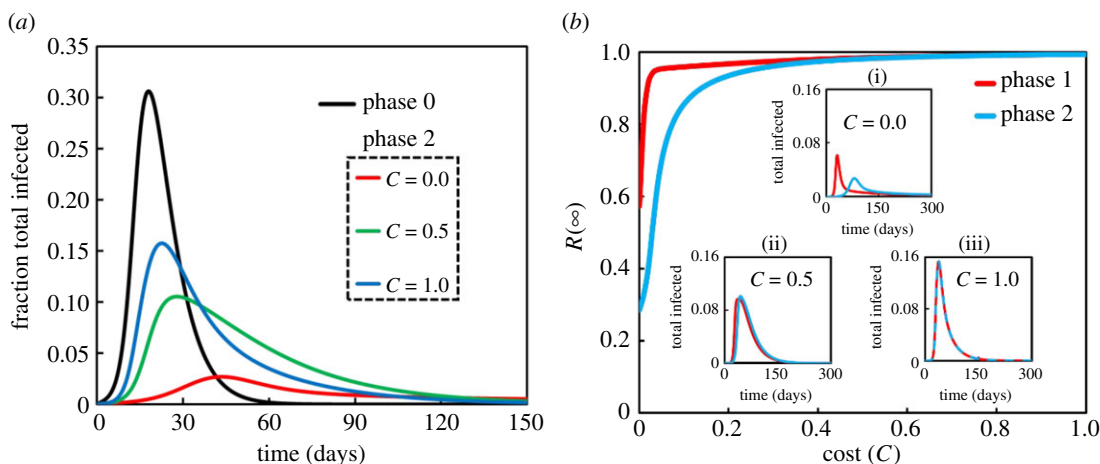 (a)
0.35
0.30
0.25
0.20
0.15
0.10
0.05
0
fraction total infected
phase 0
phase 2
C = 0.0
C = 0.5
C = 1.0
0 30 60 90 120 150
time (days)
(b)
1.0
0.8
0.6
0.4
0.2
0
R(∞)
phase 1
phase 2
(i)
0.16
0.08
0
total infected
C = 0.0
0 150 300
time (days)
(ii)
0.16
0.08
0
total infected
C = 0.5
0 150 300
time (days)
(iii)
0.16
0.08
0
total infected
C = 1.0
0 150 300
time (days)
0 0.2 0.4 0.6 0.8 1.0
cost (C)